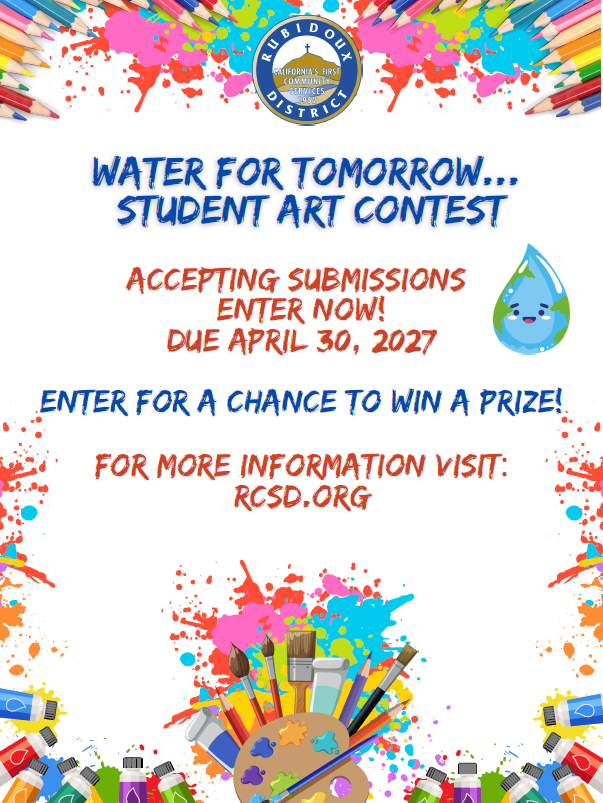 RUBIDOUX
CALIFORNIA'S FIRST
COMMUNITY
SERVICES
1952
DISTRICT
WATER FOR TOMORROW...
STUDENT ART CONTEST
ACCEPTING SUBMISSIONS
ENTER NOW!
DUE APRIL 30, 2027
ENTER FOR A CHANCE TO WIN A PRIZE!
FOR MORE INFORMATION VISIT:
RCSD.ORG